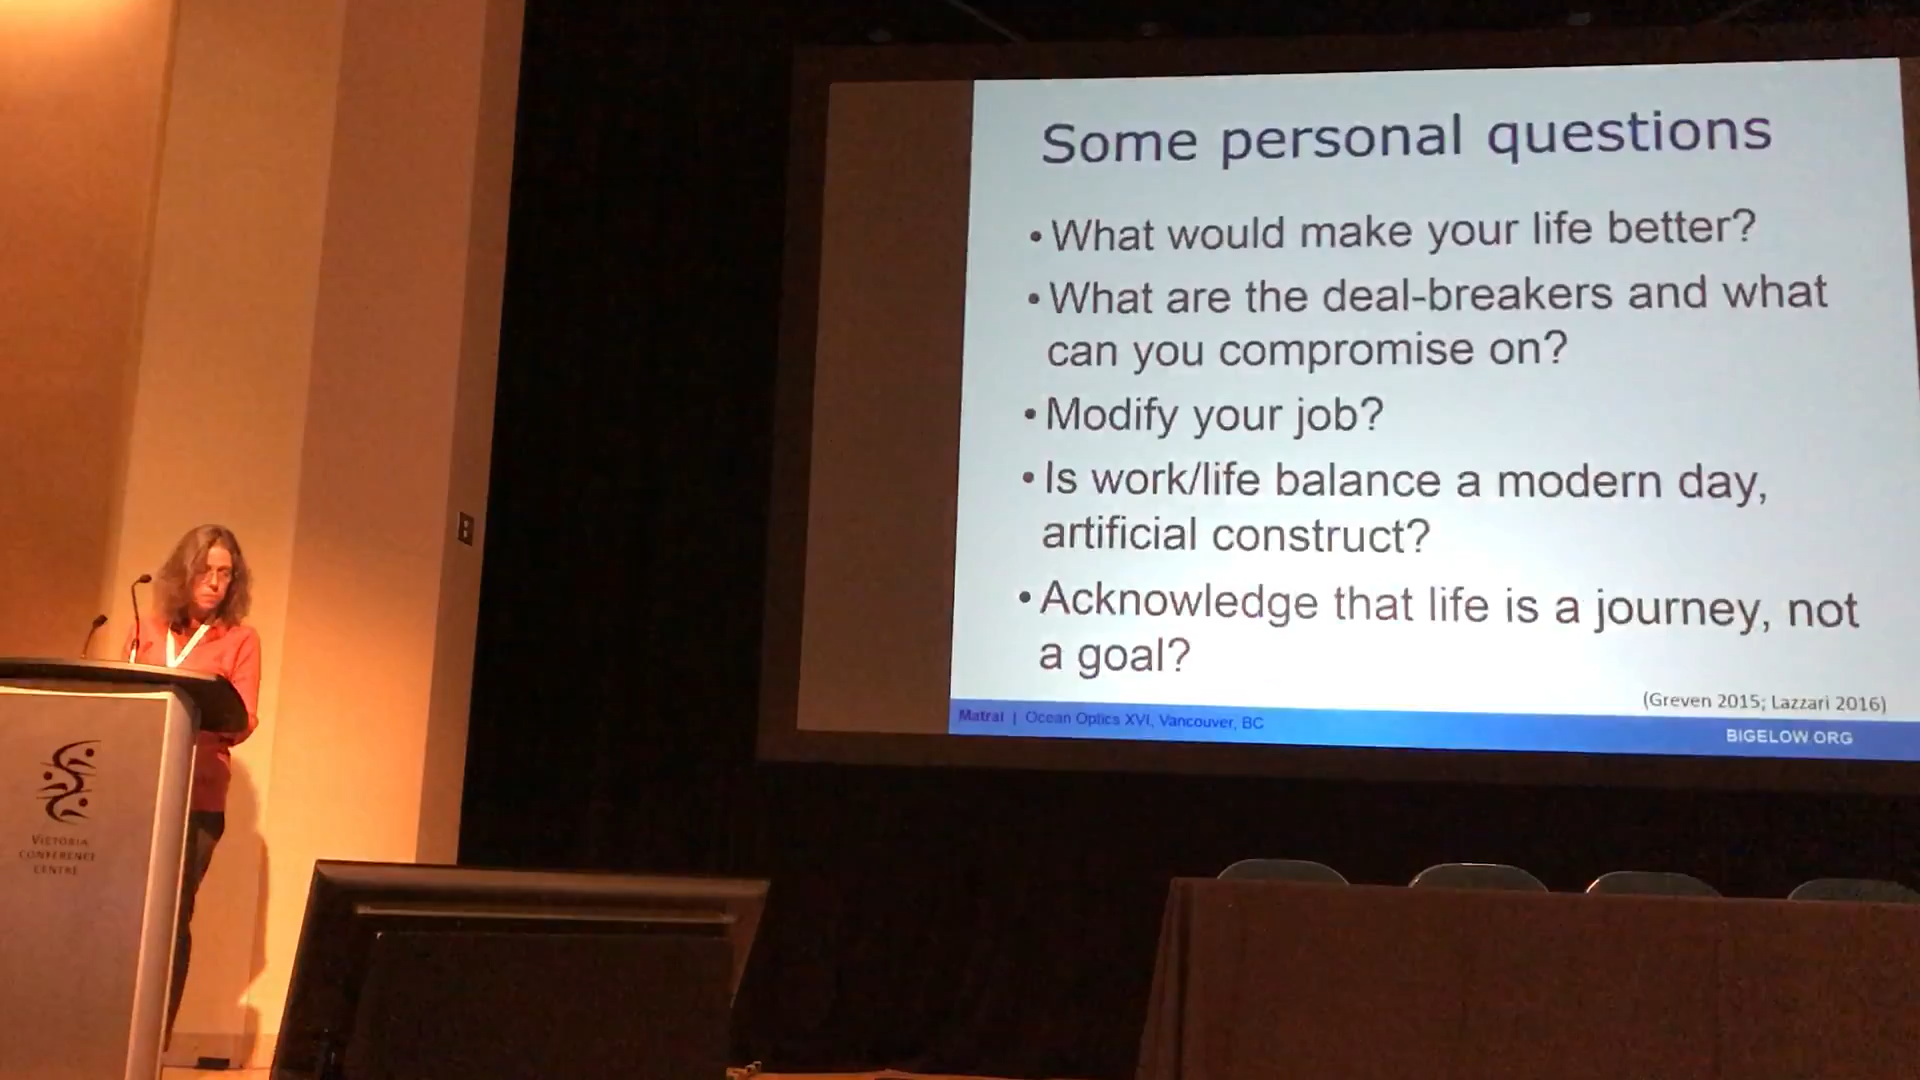 Some personal questions
• What would make your life better?
• What are the deal-breakers and what
can you compromise on?
• Modify your job?
• Is work/life balance a modern day,
artificial construct?
• Acknowledge that life is a journey, not
a goal?
(Greven 2015; Lazzari 2016)
Matrai | Ocean Optics XVI, Vancouver, BC
BIGELOW.ORG
VICTORIA
CONFERENCE
CENTRE